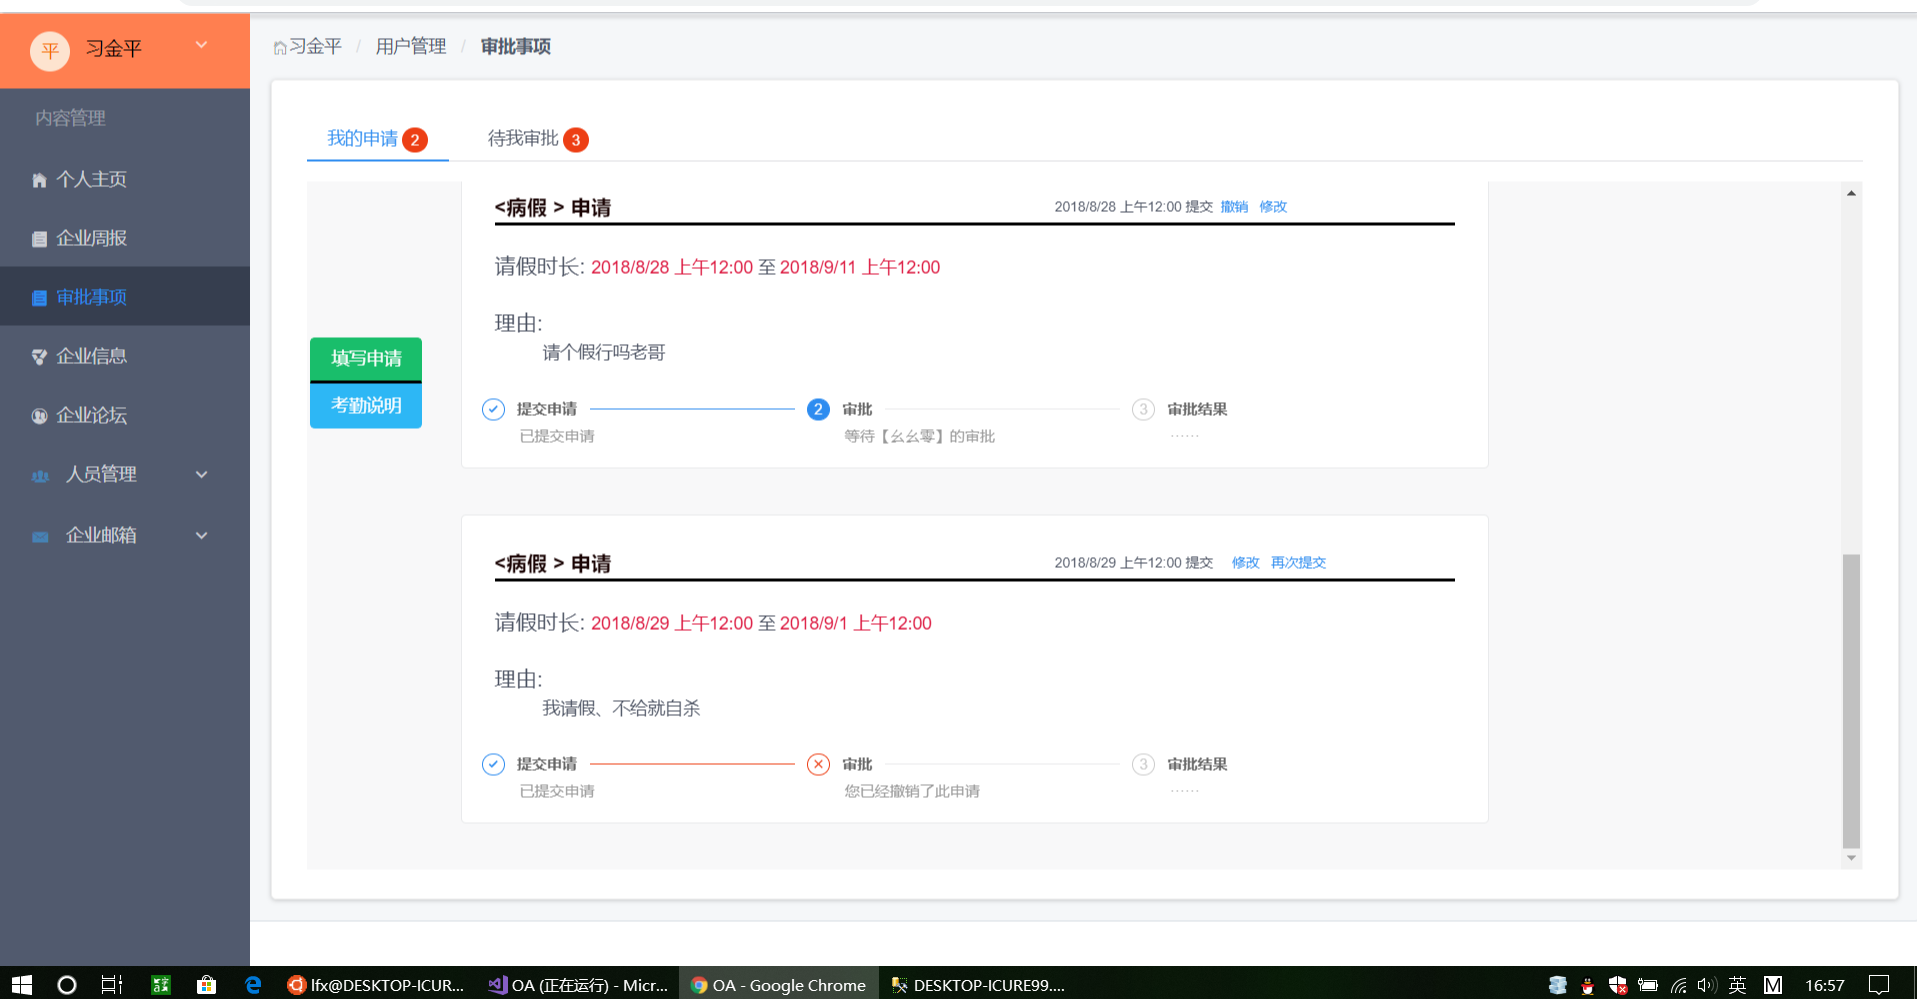 平 习金平
内容管理
个人主页
企业周报
审批事项
企业信息
企业论坛
人员管理
企业邮箱
习金平 / 用户管理 / 审批事项
我的申请 2 待我审批 3
填写申请
考勤说明
<病假 > 申请 2018/8/28 上午12:00 提交 撤销 修改
请假时长: 2018/8/28 上午12:00 至 2018/9/11 上午12:00
理由:
请个假行吗老哥
提交申请 2 审批 3 审批结果
已提交申请 等待【幺幺零】的审批 ······
<病假 > 申请 2018/8/29 上午12:00 提交 修改 再次提交
请假时长: 2018/8/29 上午12:00 至 2018/9/1 上午12:00
理由:
我请假、不给就自杀
提交申请 审批 3 审批结果
已提交申请 您已经撤销了此申请 ······
lfx@DESKTOP-ICUR... OA (正在运行) - Micr... OA - Google Chrome DESKTOP-ICURE99.... 英 M 16:57